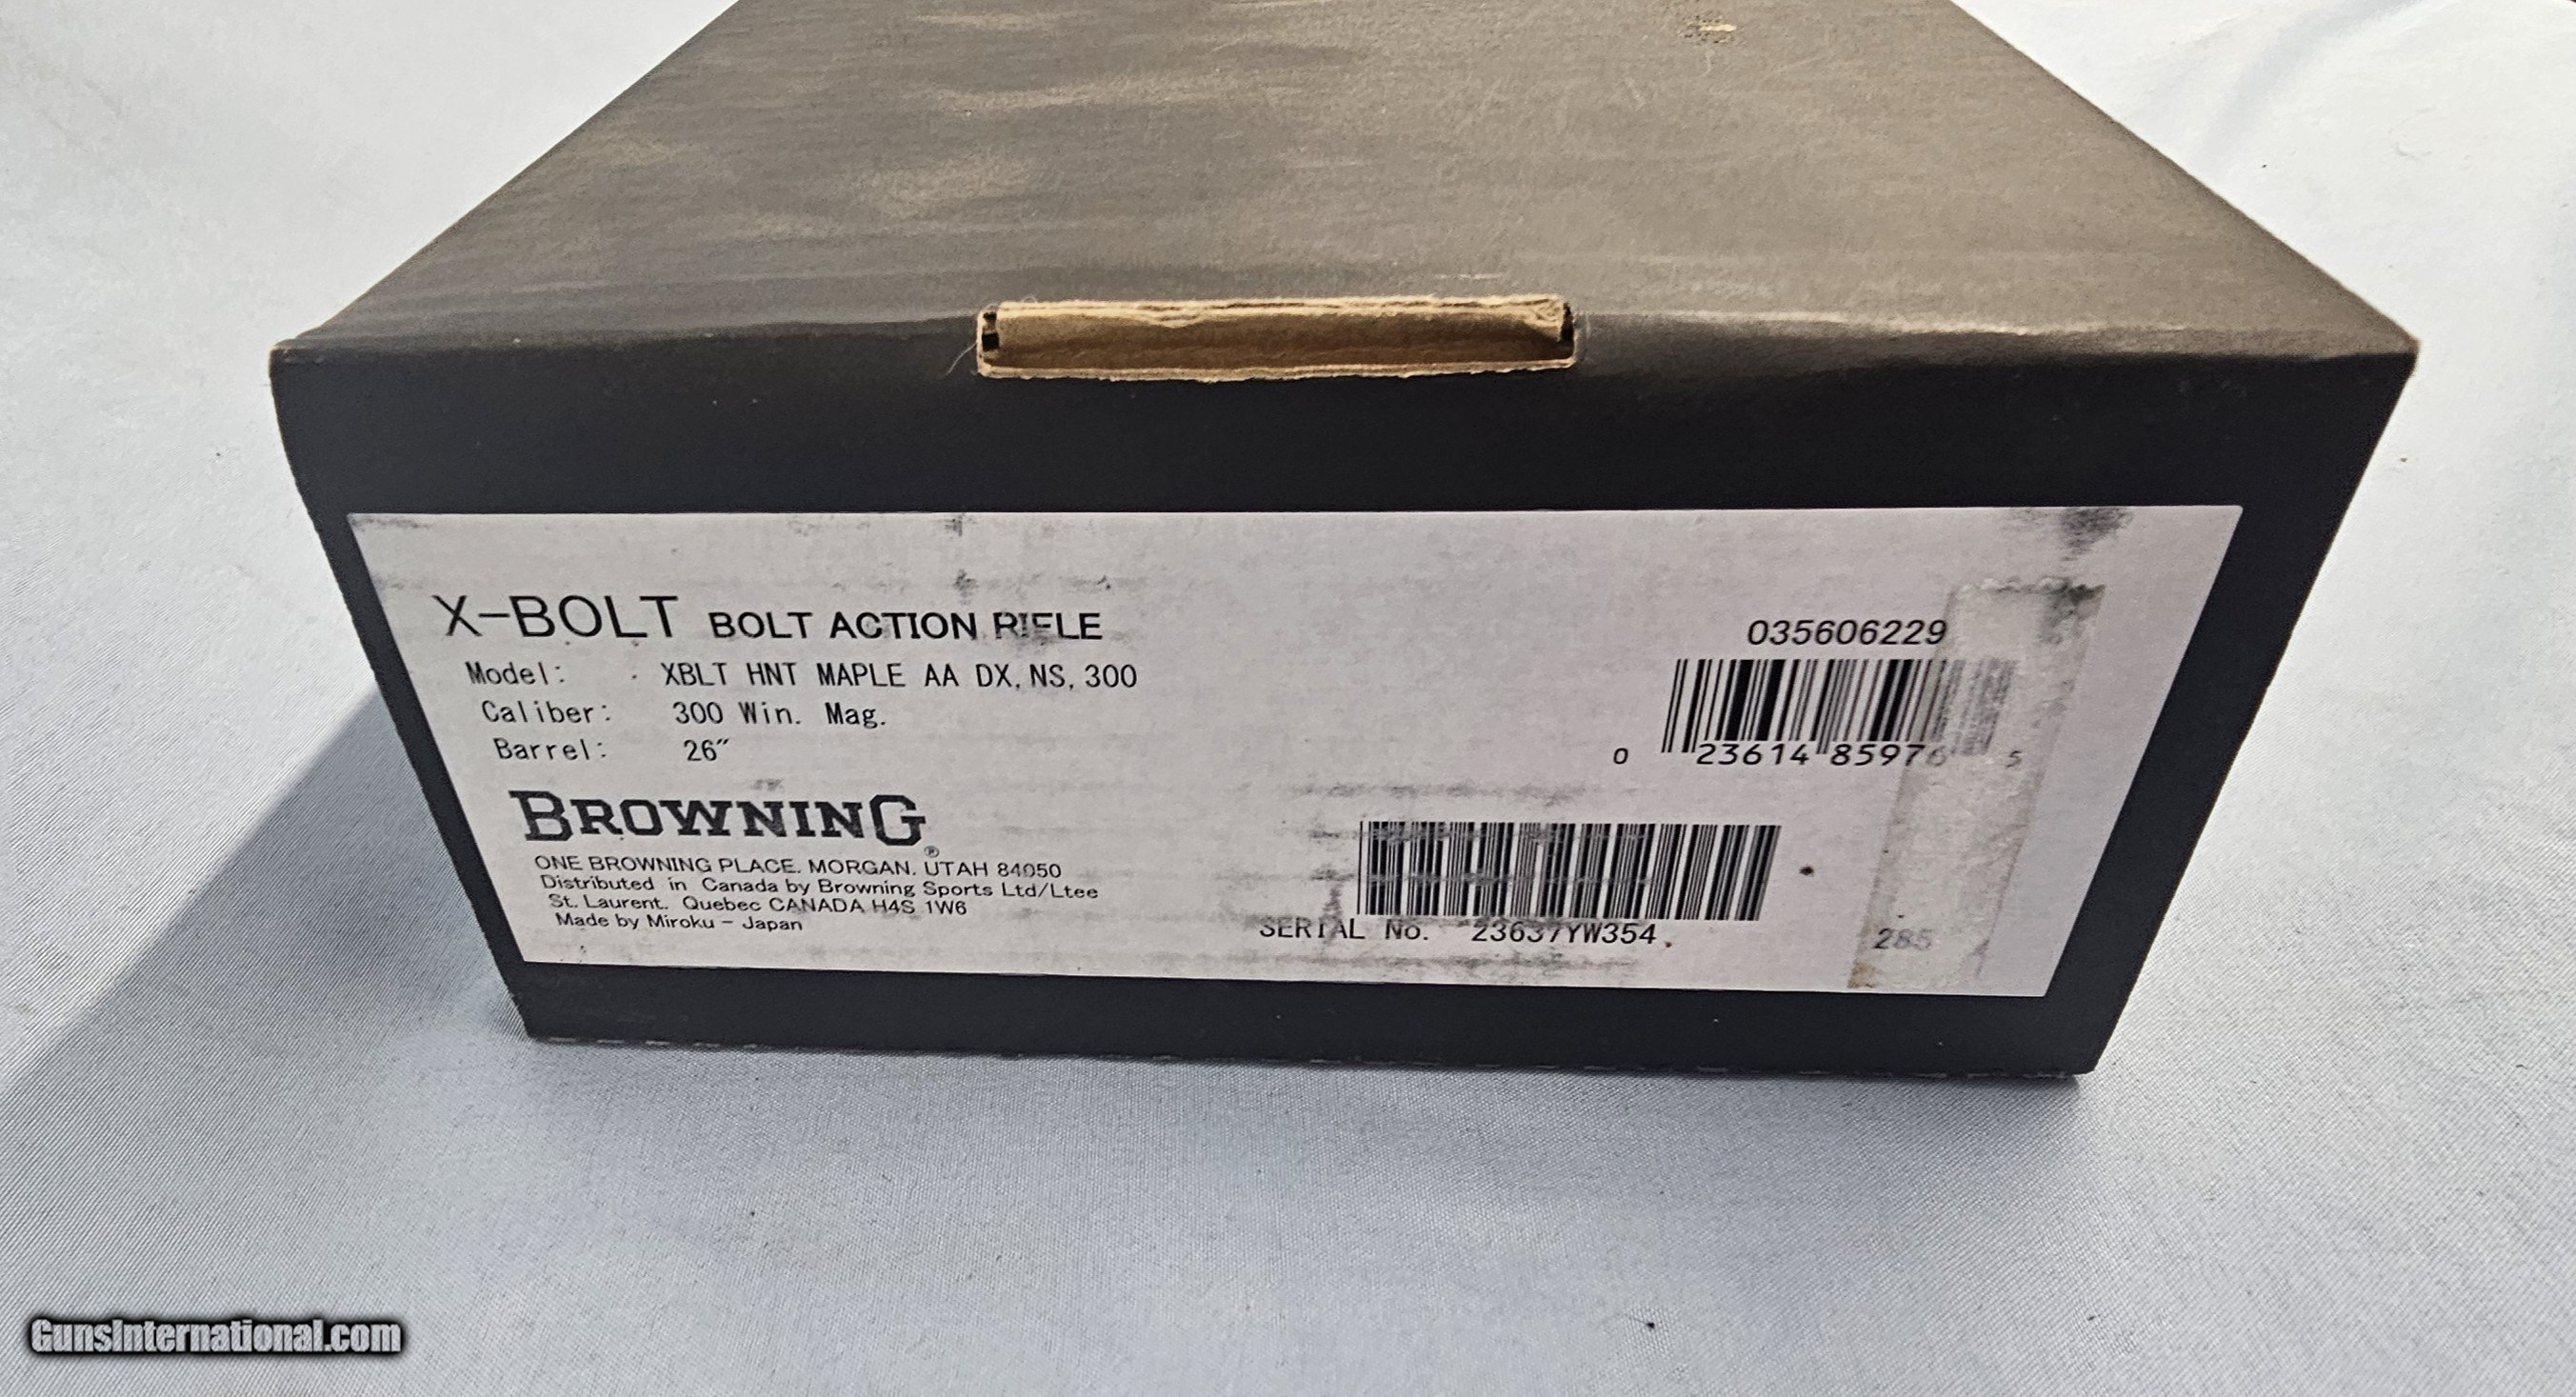 X-BOLT BOLT ACTION RIFLE
Model: XBLT HNT MAPLE AA DX, NS, 300
Caliber: 300 Win. Mag.
Barrel: 26"
BROWNING®
ONE BROWNING PLACE, MORGAN, UTAH 84050
Distributed in Canada by Browning Sports Ltd/Ltee
St. Laurent, Quebec CANADA H4S 1W6
Made by Miroku - Japan
035606229
0 23614 85976 5
SERIAL No. 23637YW354
285
GunsInternational.com